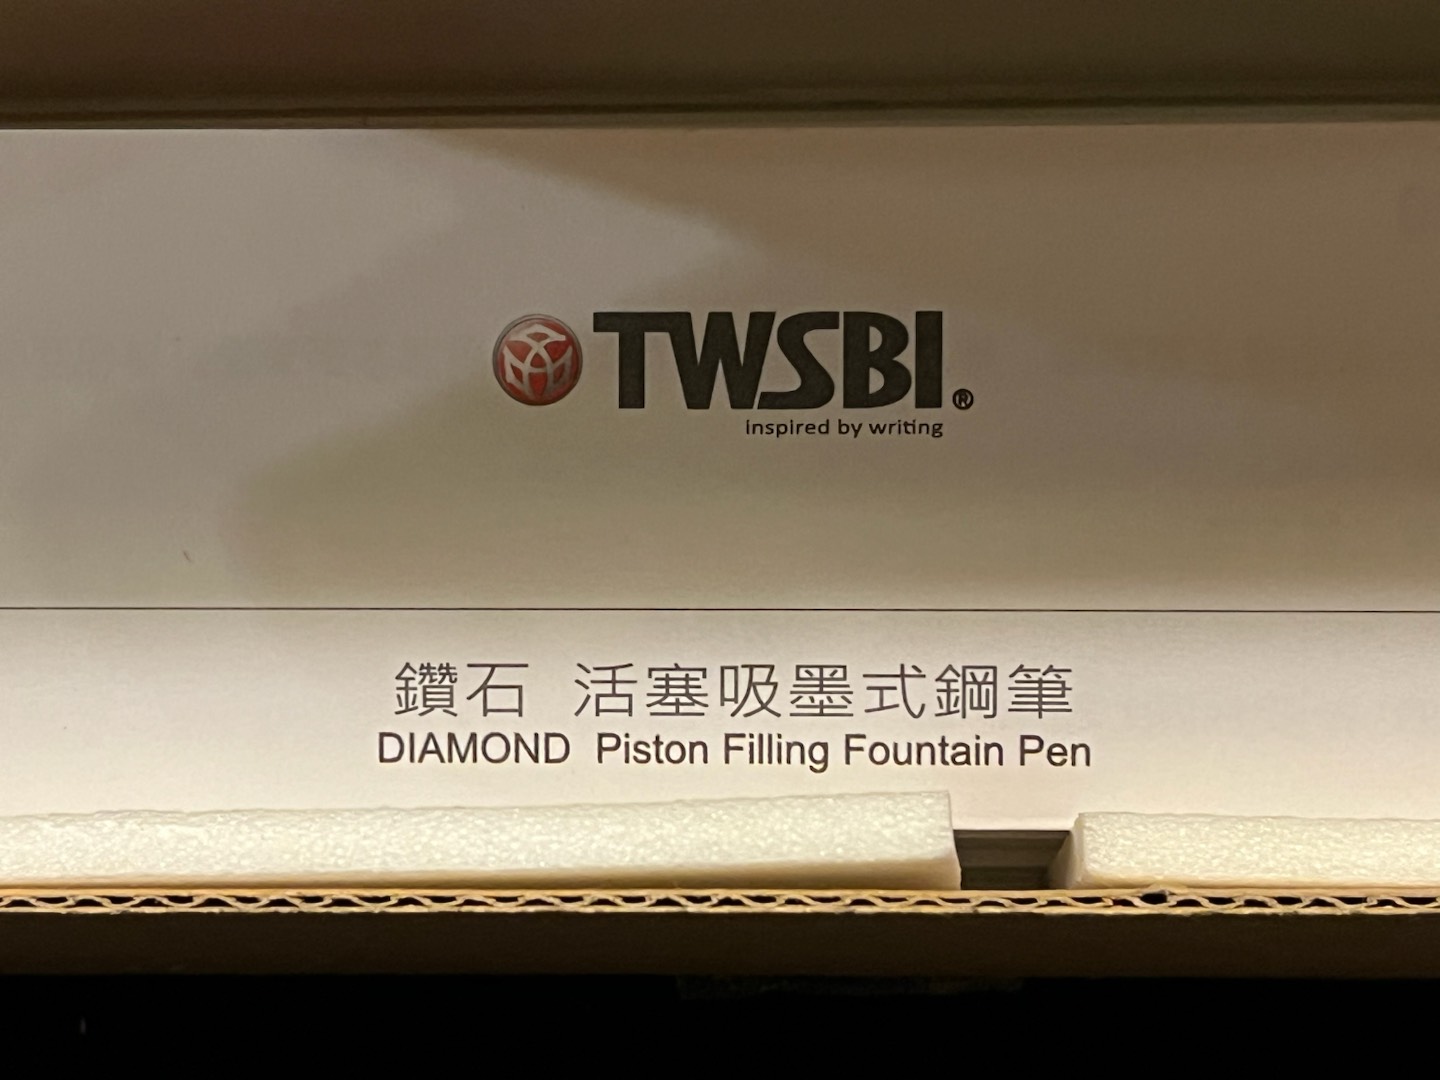 TWSBI®
inspired by writing
鑽石 活塞吸墨式鋼筆
DIAMOND Piston Filling Fountain Pen